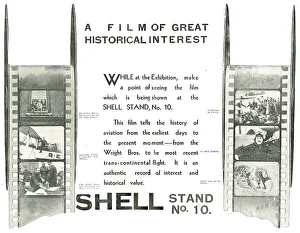 A FILM OF GREAT
HISTORICAL INTEREST
WHILE at the Exhibition, make
a point of seeing the film
which is being shown at the
SHELL STAND, No. 10.
This film tells the history of
aviation from the earliest days
to the present moment—from the
Wright Bros. to the most recent
trans-continental flight. It is an
authentic record of interest and
historical value.
SHELL STAND
No. 10.